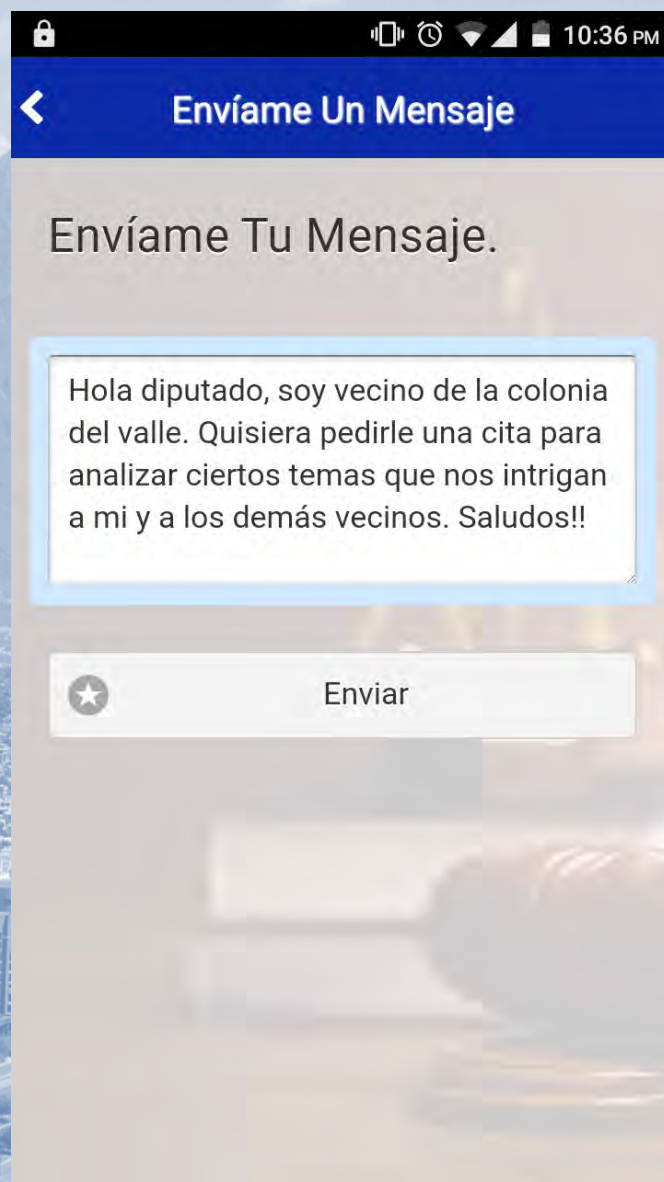 10:36 PM
Envíame Un Mensaje
Envíame Tu Mensaje.
Hola diputado, soy vecino de la colonia
del valle. Quisiera pedirle una cita para
analizar ciertos temas que nos intrigan
a mi y a los demás vecinos. Saludos!!
Enviar